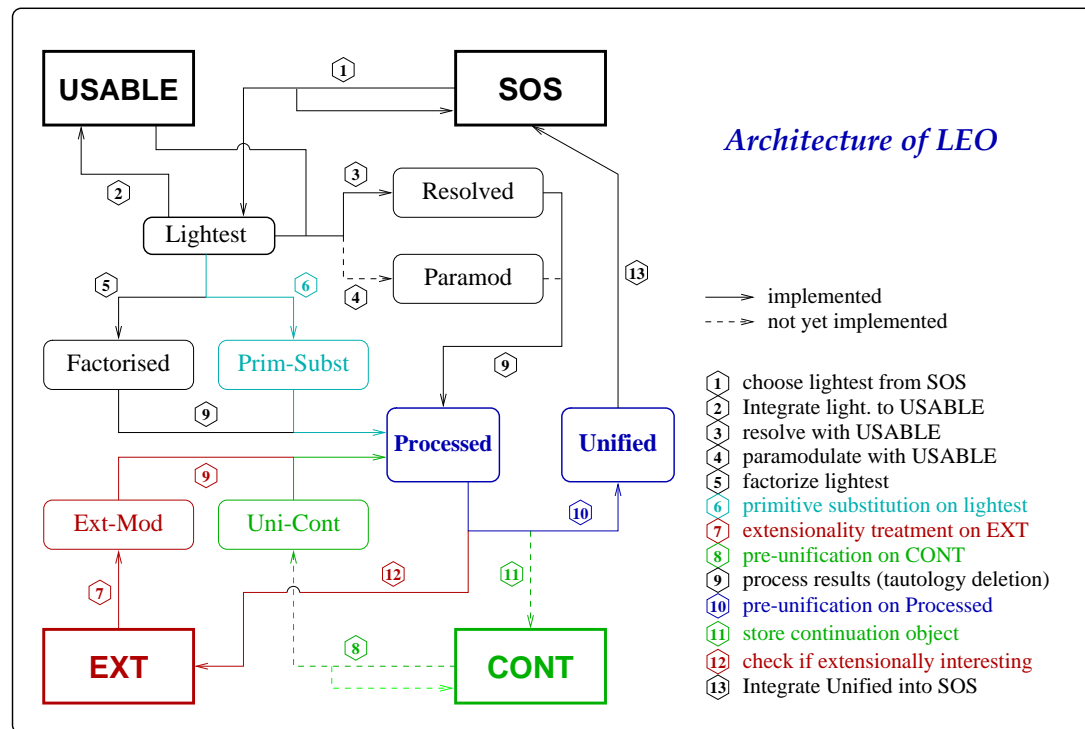 USABLE
1
SOS
Architecture of LEO
2
3
Resolved
Lightest
13
5
6
4
Paramod
implemented
not yet implemented
Factorised
Prim-Subst
9
9
Processed
Unified
9
Ext-Mod
Uni-Cont
10
12
11
7
8
EXT
CONT
1 choose lightest from SOS
2 Integrate light. to USABLE
3 resolve with USABLE
4 paramodulate with USABLE
5 factorize lightest
6 primitive substitution on lightest
7 extensionality treatment on EXT
8 pre-unification on CONT
9 process results (tautology deletion)
10 pre-unification on Processed
11 store continuation object
12 check if extensionally interesting
13 Integrate Unified into SOS